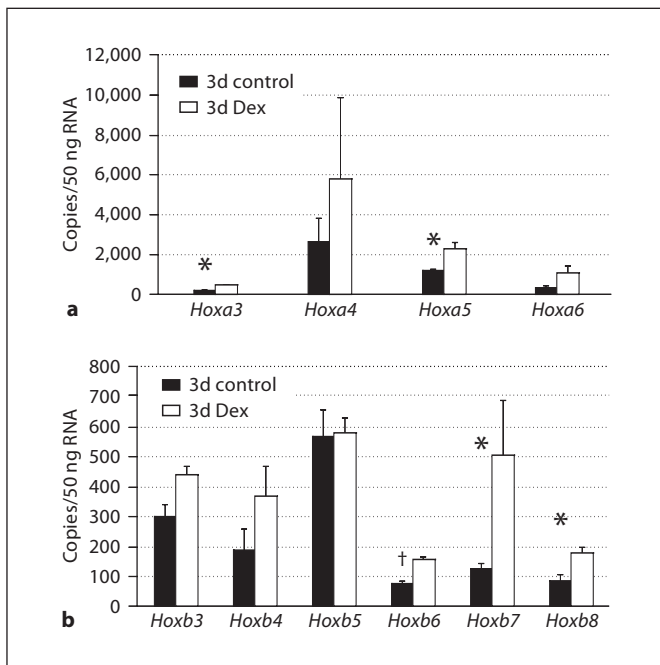 12,000
10,000
8,000
6,000
4,000
2,000
0
Copies/50 ng RNA
3d control
3d Dex
*
*
a
Hoxa3 Hoxa4 Hoxa5 Hoxa6
800
700
600
500
400
300
200
100
0
Copies/50 ng RNA
3d control
3d Dex
†
*
*
b
Hoxb3 Hoxb4 Hoxb5 Hoxb6 Hoxb7 Hoxb8